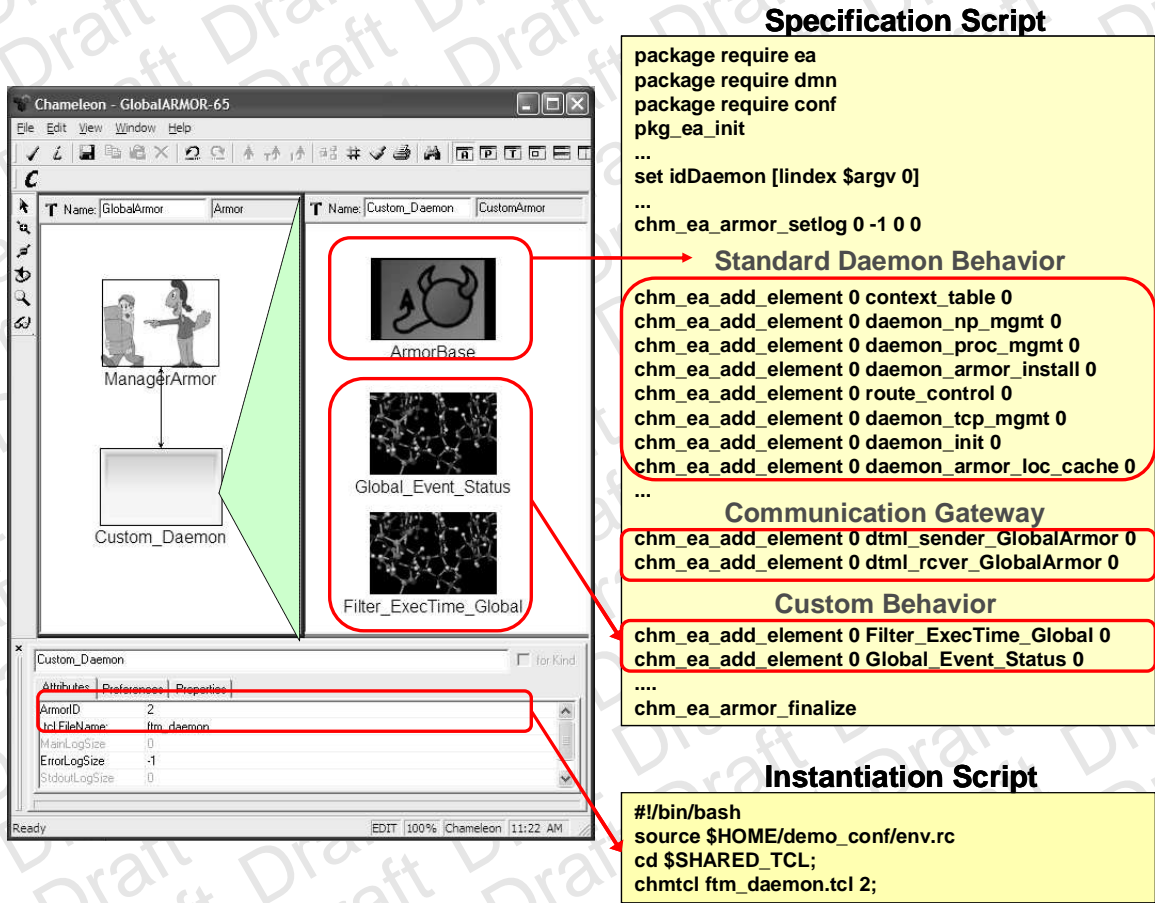 Chameleon - GlobalARMOR-65
File Edit View Window Help
T Name: GlobalArmor Armor
T Name: Custom_Daemon CustomArmor
ManagerArmor
Custom_Daemon
ArmorBase
Global_Event_Status
Filter_ExecTime_Global
Custom_Daemon for Kind
Attributes Preferences Properties
ArmorID 2
.tcl FileName: ftm_daemon
MainLogSize 0
ErrorLogSize -1
StdoutLogSize 0
Ready EDIT 100% Chameleon 11:22 AM
Specification Script
package require ea
package require dmn
package require conf
pkg_ea_init
...
set idDaemon [lindex $argv 0]
...
chm_ea_armor_setlog 0 -1 0 0
Standard Daemon Behavior
chm_ea_add_element 0 context_table 0
chm_ea_add_element 0 daemon_np_mgmt 0
chm_ea_add_element 0 daemon_proc_mgmt 0
chm_ea_add_element 0 daemon_armor_install 0
chm_ea_add_element 0 route_control 0
chm_ea_add_element 0 daemon_tcp_mgmt 0
chm_ea_add_element 0 daemon_init 0
chm_ea_add_element 0 daemon_armor_loc_cache 0
...
Communication Gateway
chm_ea_add_element 0 dtml_sender_GlobalArmor 0
chm_ea_add_element 0 dtml_rcver_GlobalArmor 0
Custom Behavior
chm_ea_add_element 0 Filter_ExecTime_Global 0
chm_ea_add_element 0 Global_Event_Status 0
....
chm_ea_armor_finalize
Instantiation Script
#!/bin/bash
source $HOME/demo_conf/env.rc
cd $SHARED_TCL;
chmtcl ftm_daemon.tcl 2;
Draft